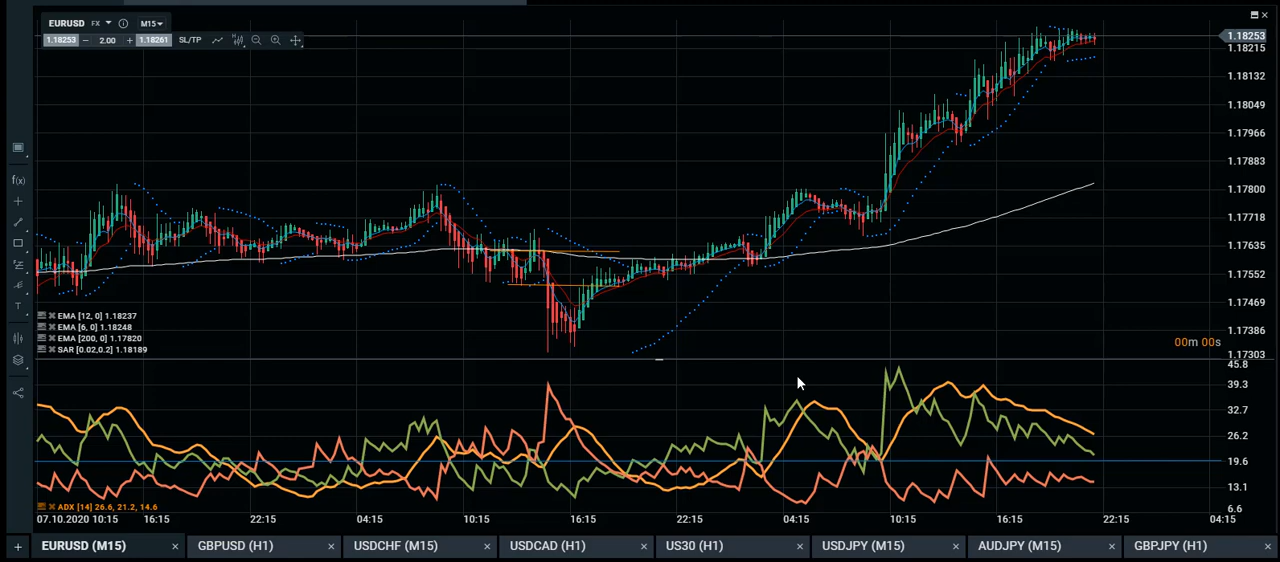 EURUSD FX M15
1.18253 − 2.00 + 1.18261 SL/TP
f(x)
T
1.18253
1.18215
1.18132
1.18049
1.17966
1.17883
1.17800
1.17718
1.17635
1.17552
1.17469
1.17386
1.17303
00m 00s
EMA [12, 0] 1.18237
EMA [6, 0] 1.18248
EMA [200, 0] 1.17820
SAR [0.02,0.2] 1.18189
45.8
39.3
32.7
26.2
19.6
13.1
6.6
ADX [14] 26.6, 21.2, 14.6
07.10.2020 10:15 16:15 22:15 04:15 10:15 16:15 22:15 04:15 10:15 16:15 22:15 04:15
+ EURUSD (M15) × GBPUSD (H1) × USDCHF (M15) × USDCAD (H1) × US30 (H1) × USDJPY (M15) × AUDJPY (M15) × GBPJPY (H1) ×